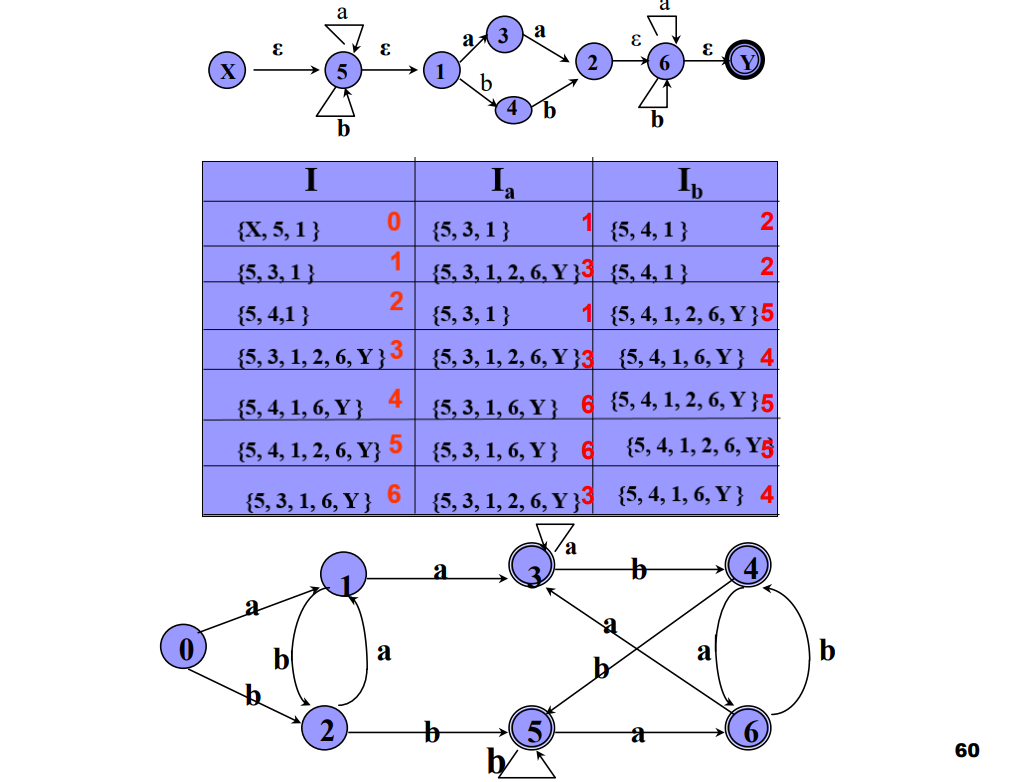 a a
ε ε a 3 a ε ε
X 5 1 2 6 Y
b 4 b
b b
I Ia Ib
{X, 5, 1 } 0 {5, 3, 1 } 1 {5, 4, 1 } 2
{5, 3, 1 } 1 {5, 3, 1, 2, 6, Y } 3 {5, 4, 1 } 2
{5, 4,1 } 2 {5, 3, 1 } 1 {5, 4, 1, 2, 6, Y } 5
{5, 3, 1, 2, 6, Y } 3 {5, 3, 1, 2, 6, Y } 3 {5, 4, 1, 6, Y } 4
{5, 4, 1, 6, Y } 4 {5, 3, 1, 6, Y } 6 {5, 4, 1, 2, 6, Y } 5
{5, 4, 1, 2, 6, Y} 5 {5, 3, 1, 6, Y } 6 {5, 4, 1, 2, 6, Y} 5
{5, 3, 1, 6, Y } 6 {5, 3, 1, 2, 6, Y } 3 {5, 4, 1, 6, Y } 4
a
1 a 3 b 4
a a
0 b a b a b
b
2 b 5 a 6
b
60